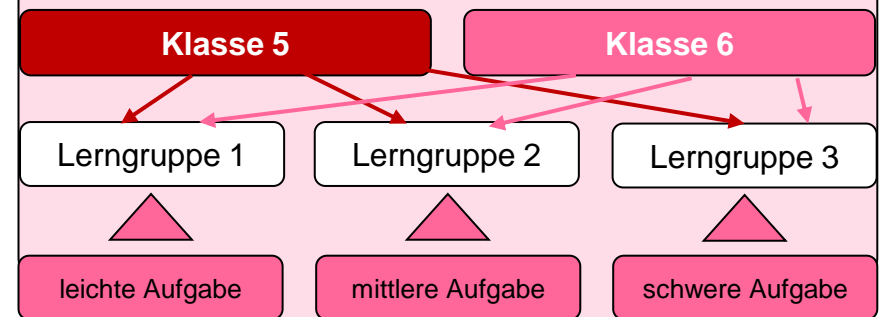 Klasse 5
Klasse 6
Lerngruppe 1
Lerngruppe 2
Lerngruppe 3
leichte Aufgabe
mittlere Aufgabe
schwere Aufgabe